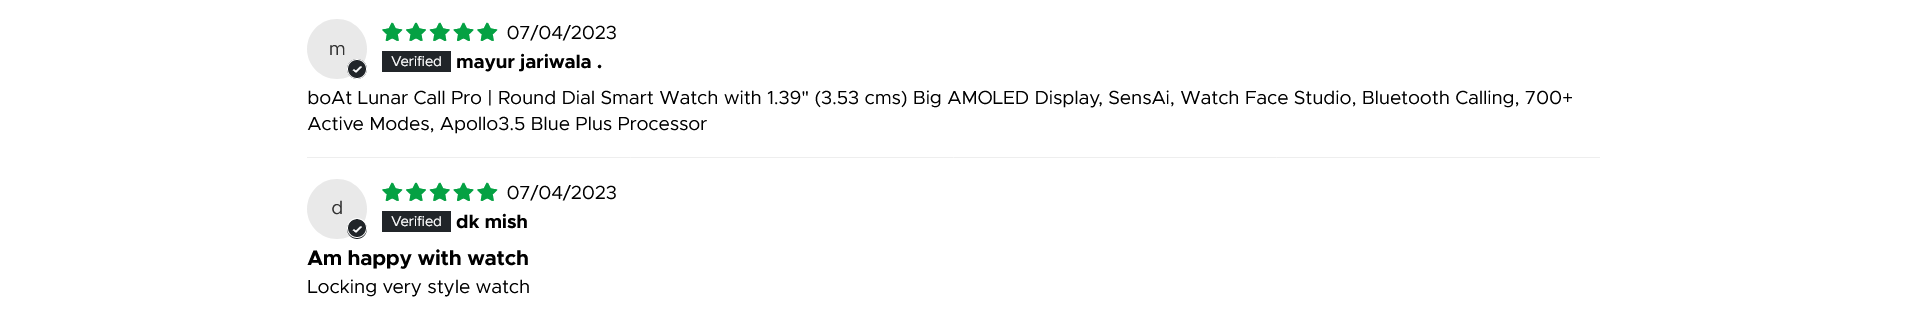 m
07/04/2023
Verified mayur jariwala .
boAt Lunar Call Pro | Round Dial Smart Watch with 1.39" (3.53 cms) Big AMOLED Display, SensAi, Watch Face Studio, Bluetooth Calling, 700+
Active Modes, Apollo3.5 Blue Plus Processor
d
07/04/2023
Verified dk mish
Am happy with watch
Locking very style watch